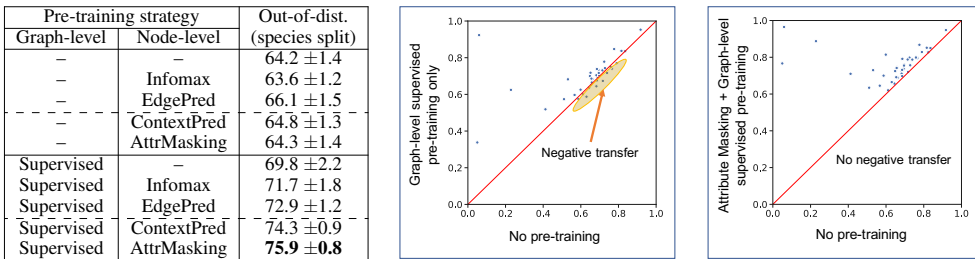 Pre-training strategy Out-of-dist.
Graph-level Node-level (species split)
– – 64.2 ±1.4
– Infomax 63.6 ±1.2
– EdgePred 66.1 ±1.5
– ContextPred 64.8 ±1.3
– AttrMasking 64.3 ±1.4
Supervised – 69.8 ±2.2
Supervised Infomax 71.7 ±1.8
Supervised EdgePred 72.9 ±1.2
Supervised ContextPred 74.3 ±0.9
Supervised AttrMasking 75.9 ±0.8
Graph-level supervised
pre-training only
1.0
0.8
0.6
0.4
0.2
0.0
Negative transfer
0.0 0.2 0.4 0.6 0.8 1.0
No pre-training
Attribute Masking + Graph-level
supervised pre-training
1.0
0.8
0.6
0.4
0.2
0.0
No negative transfer
0.0 0.2 0.4 0.6 0.8 1.0
No pre-training